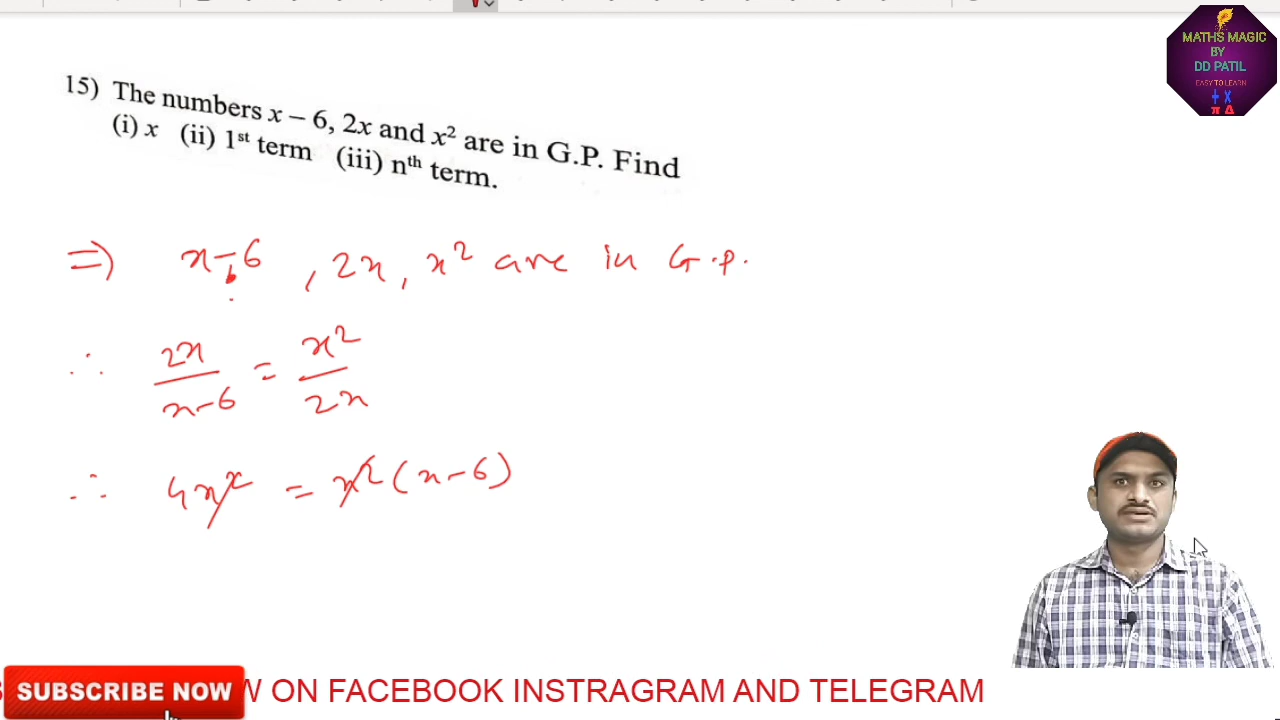 MATHS MAGIC
BY
DD PATIL
EASY TO LEARN
+ X
π Δ
15) The numbers x – 6, 2x and x² are in G.P. Find
(i) x (ii) 1ˢᵗ term (iii) nᵗʰ term.
⇒) x-6 , 2x, x² are in G.P.
∴ 2x/x-6 = x²/2x
∴ 4x² = x²(x-6)
SUBSCRIBE NOW W ON FACEBOOK INSTRAGRAM AND TELEGRAM